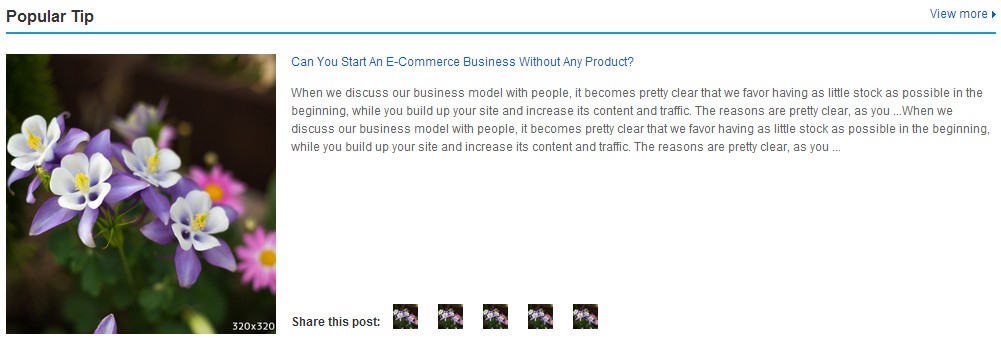 Popular Tip
View more
Can You Start An E-Commerce Business Without Any Product?
When we discuss our business model with people, it becomes pretty clear that we favor having as little stock as possible in the
beginning, while you build up your site and increase its content and traffic. The reasons are pretty clear, as you ...When we
discuss our business model with people, it becomes pretty clear that we favor having as little stock as possible in the beginning,
while you build up your site and increase its content and traffic. The reasons are pretty clear, as you ...
320x320
Share this post: